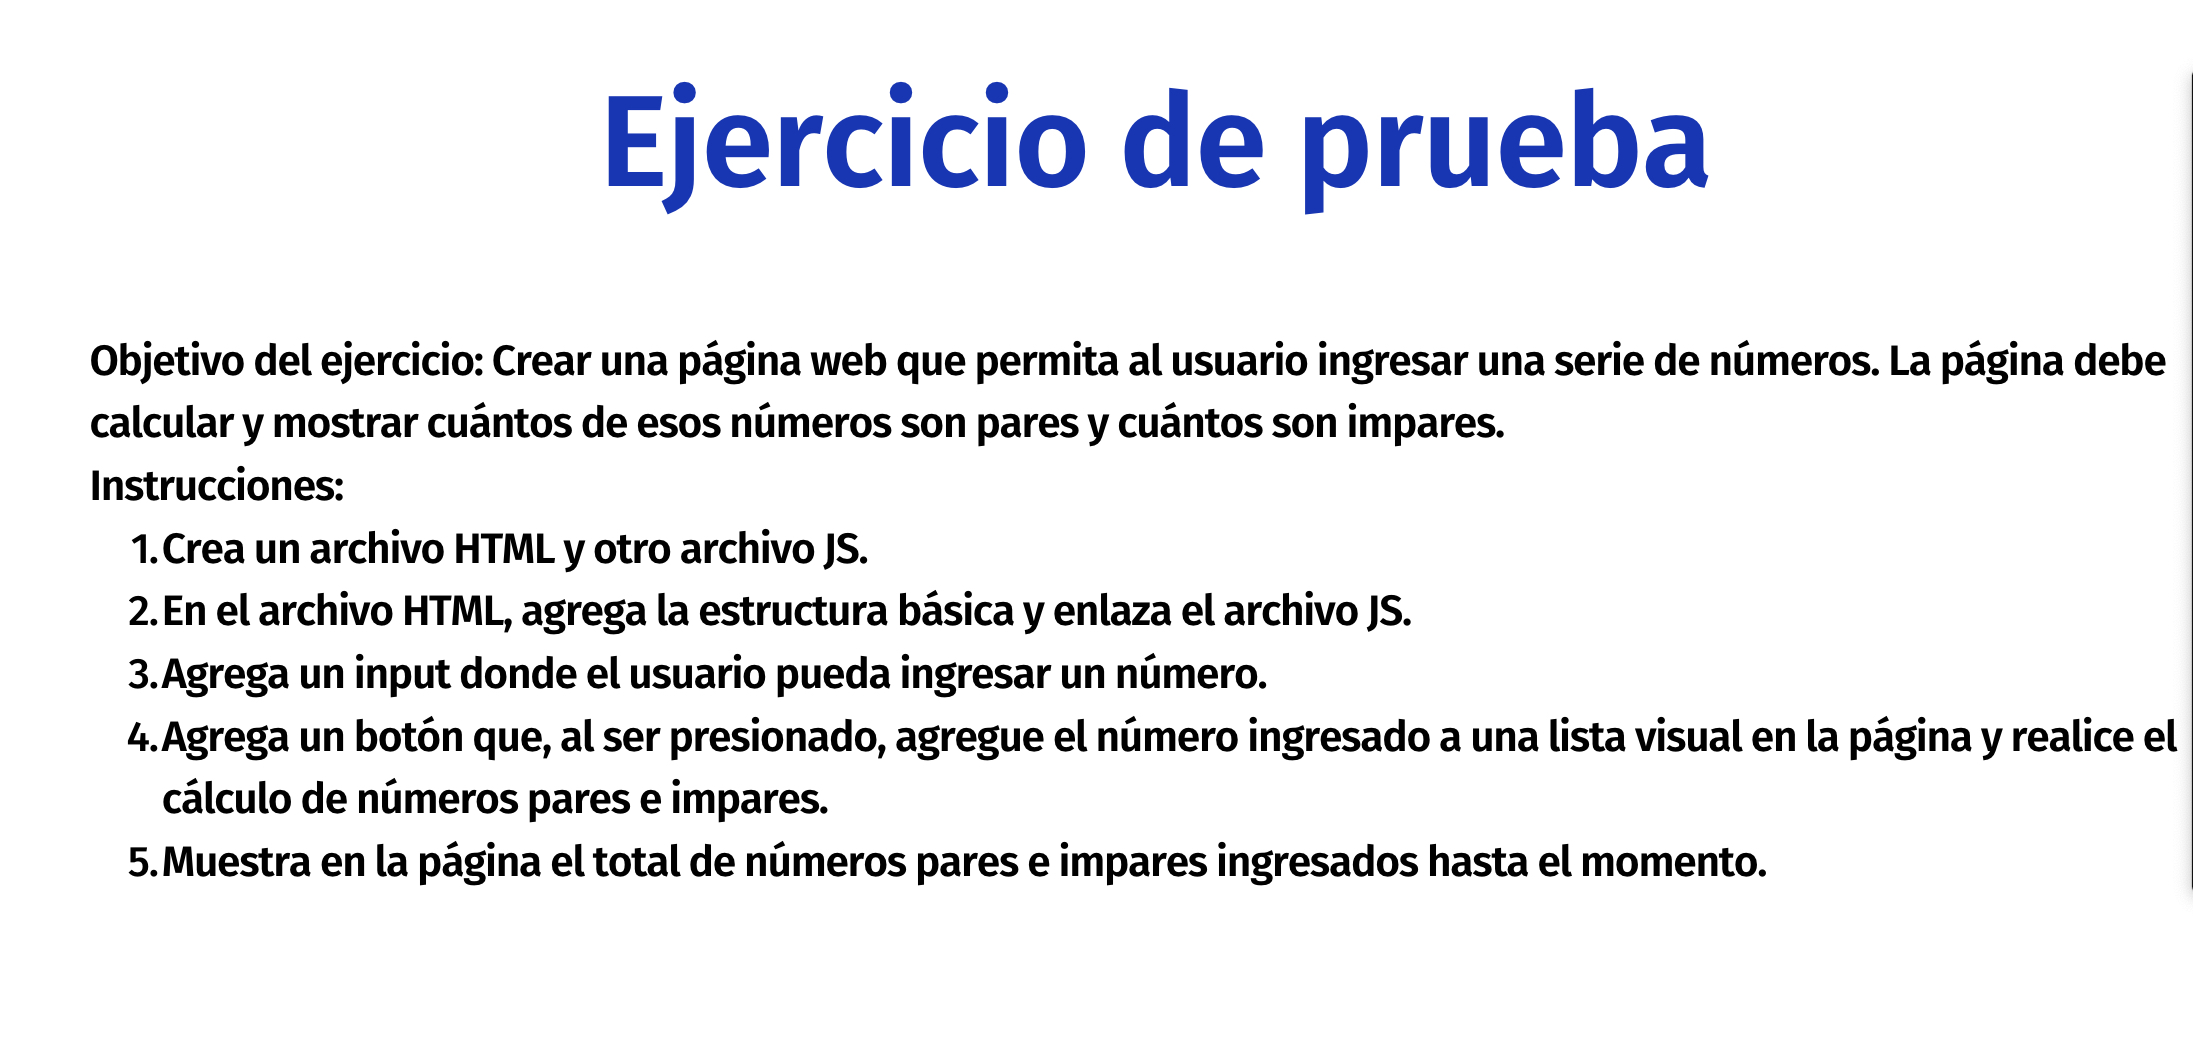 Ejercicio de prueba
Objetivo del ejercicio: Crear una página web que permita al usuario ingresar una serie de números. La página debe
calcular y mostrar cuántos de esos números son pares y cuántos son impares.
Instrucciones:
1. Crea un archivo HTML y otro archivo JS.
2. En el archivo HTML, agrega la estructura básica y enlaza el archivo JS.
3. Agrega un input donde el usuario pueda ingresar un número.
4. Agrega un botón que, al ser presionado, agregue el número ingresado a una lista visual en la página y realice el
cálculo de números pares e impares.
5. Muestra en la página el total de números pares e impares ingresados hasta el momento.